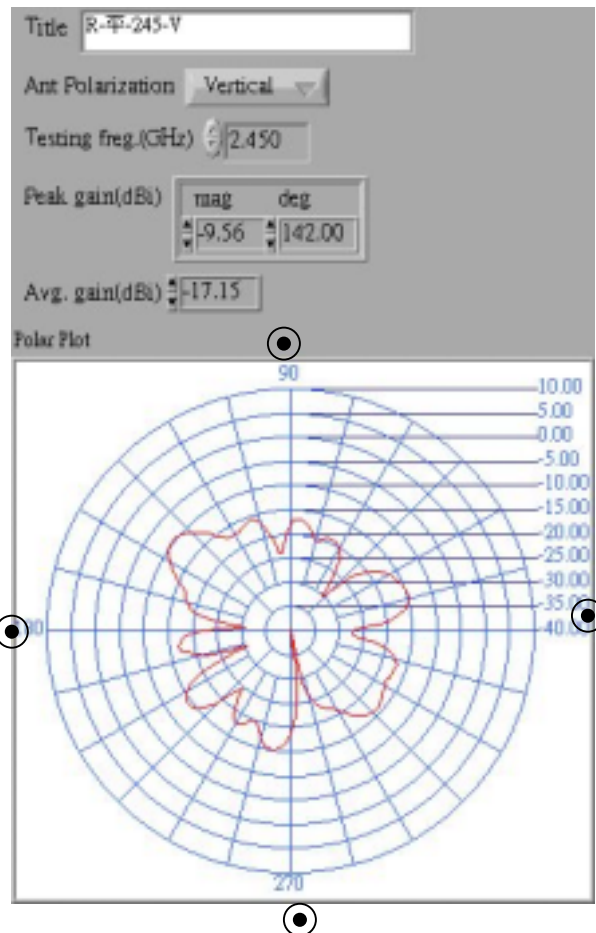 Title R-平-245-V
Ant Polarization Vertical
Testing freq.(GHz) 2.450
Peak gain(dBi) mag deg
-9.56 142.00
Avg. gain(dBi) -17.15
Polar Plot
90
10.00
5.00
0.00
-5.00
-10.00
-15.00
-20.00
-25.00
-30.00
-35.00
-40.00
270